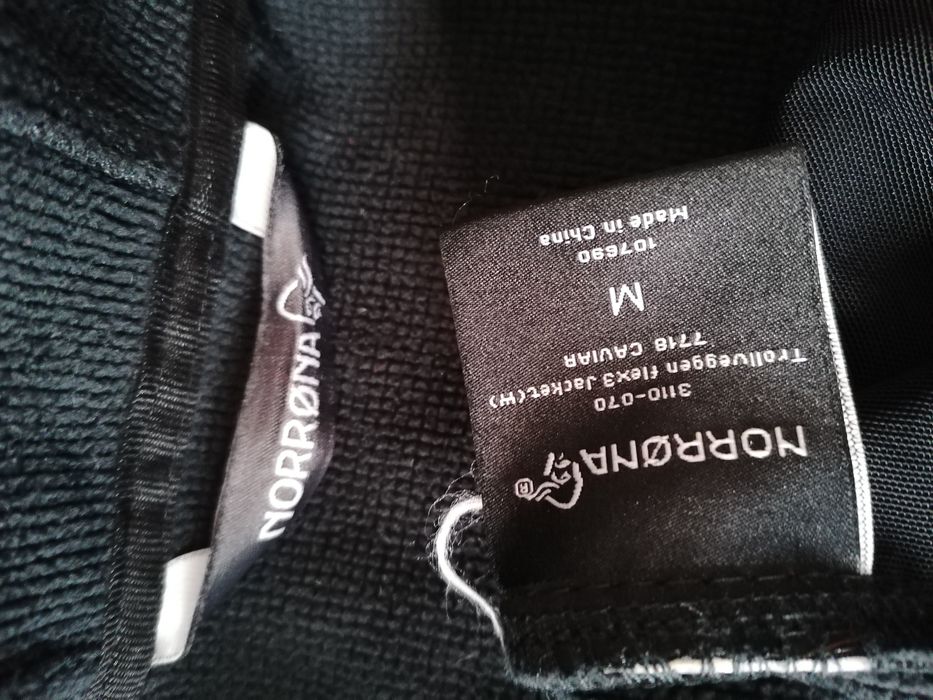 NORRØNA
NORRØNA®
3110-070
Trollveggen flex3 Jacket(W)
7718 CAVIAR
M
107690
Made in China